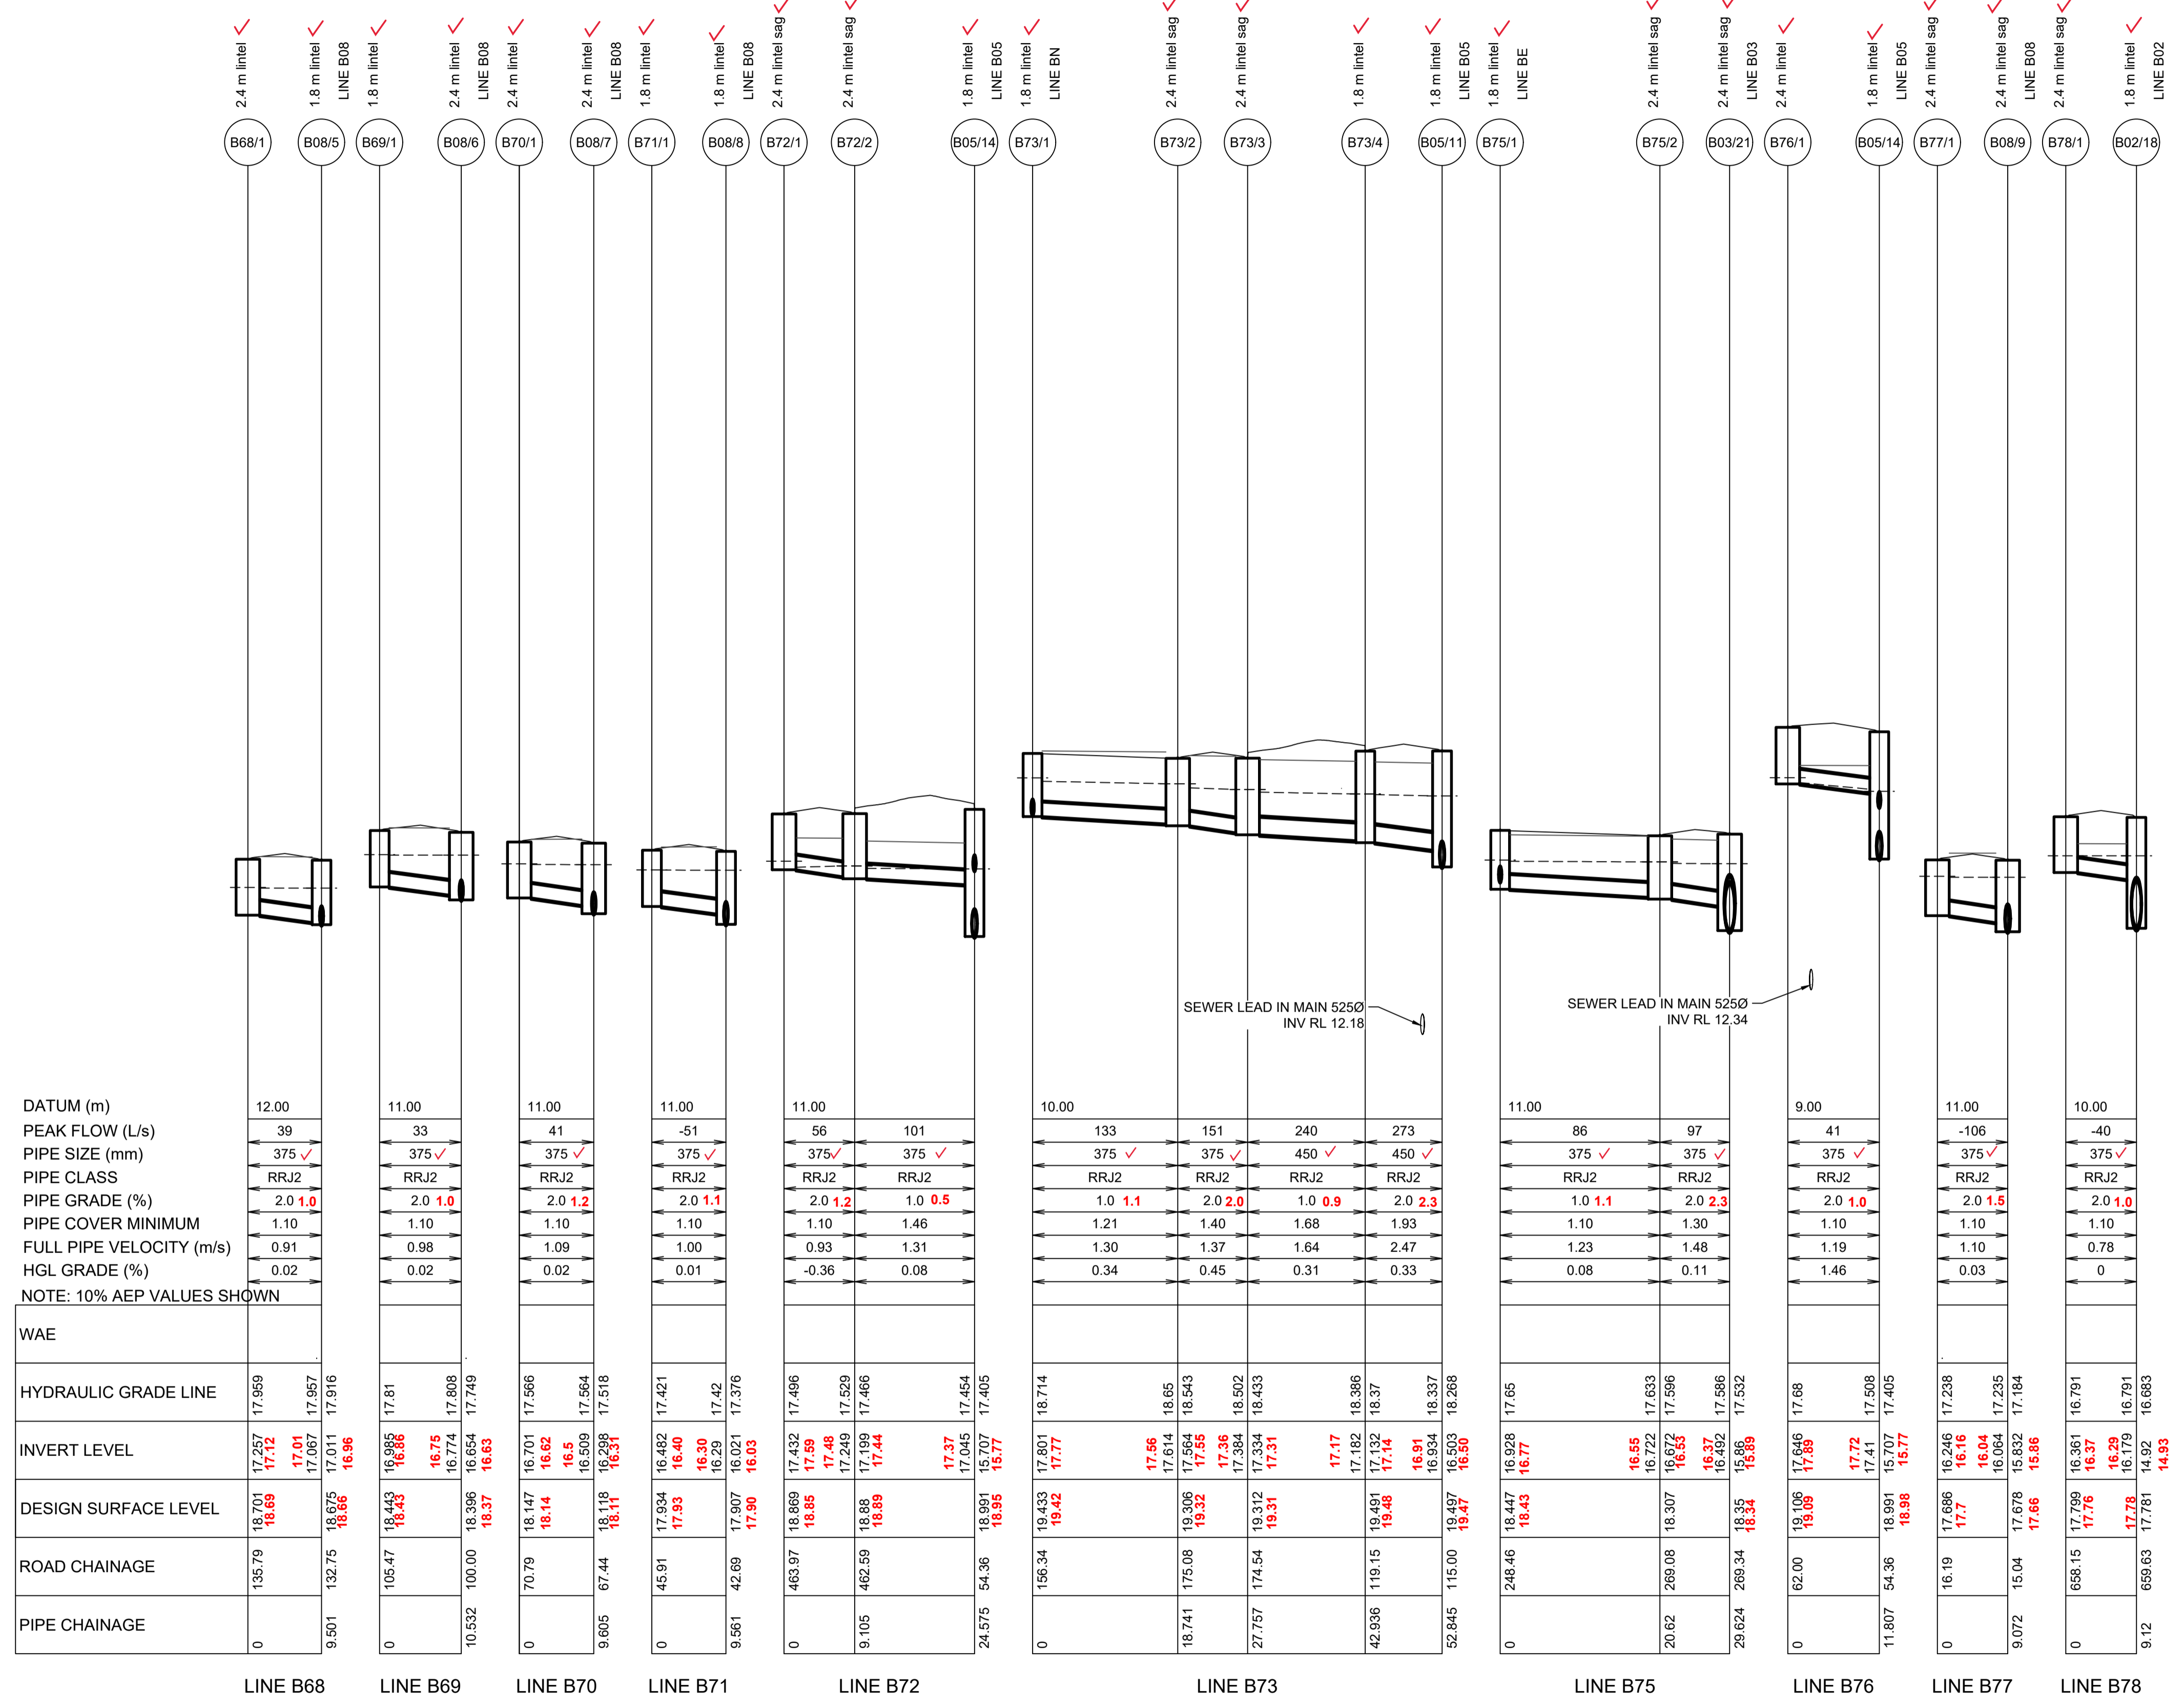 2.4 m lintel
1.8 m lintel
LINE B08
1.8 m lintel
2.4 m lintel
LINE B08
2.4 m lintel
2.4 m lintel
LINE B08
1.8 m lintel
1.8 m lintel
LINE B08
2.4 m lintel sag
2.4 m lintel sag
1.8 m lintel
LINE B05
1.8 m lintel
LINE BN
2.4 m lintel sag
2.4 m lintel sag
1.8 m lintel
1.8 m lintel
LINE B05
1.8 m lintel
LINE BE
2.4 m lintel sag
2.4 m lintel sag
LINE B03
2.4 m lintel
1.8 m lintel
LINE B05
2.4 m lintel sag
2.4 m lintel sag
LINE B08
2.4 m lintel sag
1.8 m lintel
LINE B02
B68/1 B08/5 B69/1 B08/6 B70/1 B08/7 B71/1 B08/8 B72/1 B72/2 B05/14 B73/1 B73/2 B73/3 B73/4 B05/11 B75/1 B75/2 B03/21 B76/1 B05/14 B77/1 B08/9 B78/1 B02/18
SEWER LEAD IN MAIN 525Ø
INV RL 12.18
SEWER LEAD IN MAIN 525Ø
INV RL 12.34
DATUM (m) 12.00 11.00 11.00 11.00 11.00 10.00 11.00 9.00 11.00 10.00
PEAK FLOW (L/s) 39 33 41 -51 56 101 133 151 240 273 86 97 41 -106 -40
PIPE SIZE (mm) 375 375 375 375 375 375 375 375 450 450 375 375 375 375 375
PIPE CLASS RRJ2 RRJ2 RRJ2 RRJ2 RRJ2 RRJ2 RRJ2 RRJ2 RRJ2 RRJ2 RRJ2 RRJ2 RRJ2 RRJ2 RRJ2
PIPE GRADE (%) 2.0 1.0 2.0 1.0 2.0 1.2 2.0 1.1 2.0 1.2 1.0 0.5 1.0 1.1 2.0 2.0 1.0 0.9 2.0 2.3 1.0 1.1 2.0 2.3 2.0 1.0 2.0 1.5 2.0 1.0
PIPE COVER MINIMUM 1.10 1.10 1.10 1.10 1.10 1.46 1.21 1.40 1.68 1.93 1.10 1.30 1.10 1.10 1.10
FULL PIPE VELOCITY (m/s) 0.91 0.98 1.09 1.00 0.93 1.31 1.30 1.37 1.64 2.47 1.23 1.48 1.19 1.10 0.78
HGL GRADE (%) 0.02 0.02 0.02 0.01 -0.36 0.08 0.34 0.45 0.31 0.33 0.08 0.11 1.46 0.03 0
NOTE: 10% AEP VALUES SHOWN
WAE
HYDRAULIC GRADE LINE 17.959 17.957 17.916 17.81 17.808 17.749 17.566 17.564 17.518 17.421 17.42 17.376 17.496 17.529 17.466 17.454 17.405 18.714 18.65 18.543 18.502 18.433 18.386 18.37 18.337 18.268 17.65 17.633 17.596 17.586 17.532 17.68 17.508 17.405 17.238 17.235 17.184 16.791 16.791 16.683
INVERT LEVEL 17.257 17.12 17.01 17.067 17.011 16.96 16.985 16.86 16.75 16.774 16.654 16.63 16.701 16.62 16.5 16.509 16.298 16.31 16.482 16.40 16.30 16.29 16.021 16.03 17.432 17.59 17.48 17.249 17.199 17.44 17.37 17.045 15.707 15.77 17.801 17.77 17.56 17.614 17.564 17.55 17.36 17.384 17.334 17.31 17.17 17.182 17.132 17.14 16.91 16.934 16.503 16.50 16.928 16.77 16.55 16.722 16.672 16.53 16.37 16.492 15.86 15.89 17.646 17.89 17.72 17.41 15.707 15.77 16.246 16.16 16.04 16.064 15.832 15.86 16.361 16.37 16.29 16.179 14.92 14.93
DESIGN SURFACE LEVEL 18.701 18.69 18.675 18.66 18.443 18.43 18.396 18.37 18.147 18.14 18.118 18.11 17.934 17.93 17.907 17.90 18.869 18.85 18.88 18.89 18.991 18.95 19.433 19.42 19.306 19.32 19.312 19.31 19.491 19.48 19.497 19.47 18.447 18.43 18.307 18.35 18.34 19.106 19.09 18.991 18.98 17.686 17.7 17.678 17.66 17.799 17.76 17.78 17.781
ROAD CHAINAGE 135.79 132.75 105.47 100.00 70.79 67.44 45.91 42.69 463.97 462.59 54.36 156.34 175.08 174.54 119.15 115.00 248.46 269.08 269.34 62.00 54.36 16.19 15.04 658.15 659.63
PIPE CHAINAGE 0 9.501 0 10.532 0 9.605 0 9.561 0 9.105 24.575 0 18.741 27.757 42.936 52.845 0 20.62 29.624 0 11.807 0 9.072 0 9.12
LINE B68 LINE B69 LINE B70 LINE B71 LINE B72 LINE B73 LINE B75 LINE B76 LINE B77 LINE B78